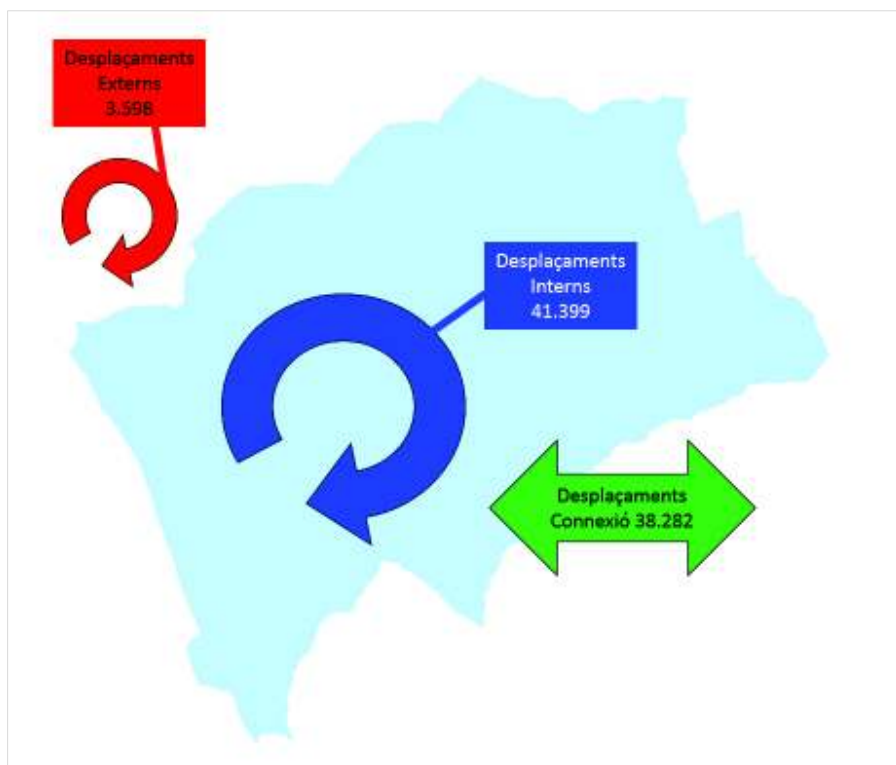 Desplaçaments
Externs
3.598
Desplaçaments
Interns
41.399
Desplaçaments
Connexió 38.282